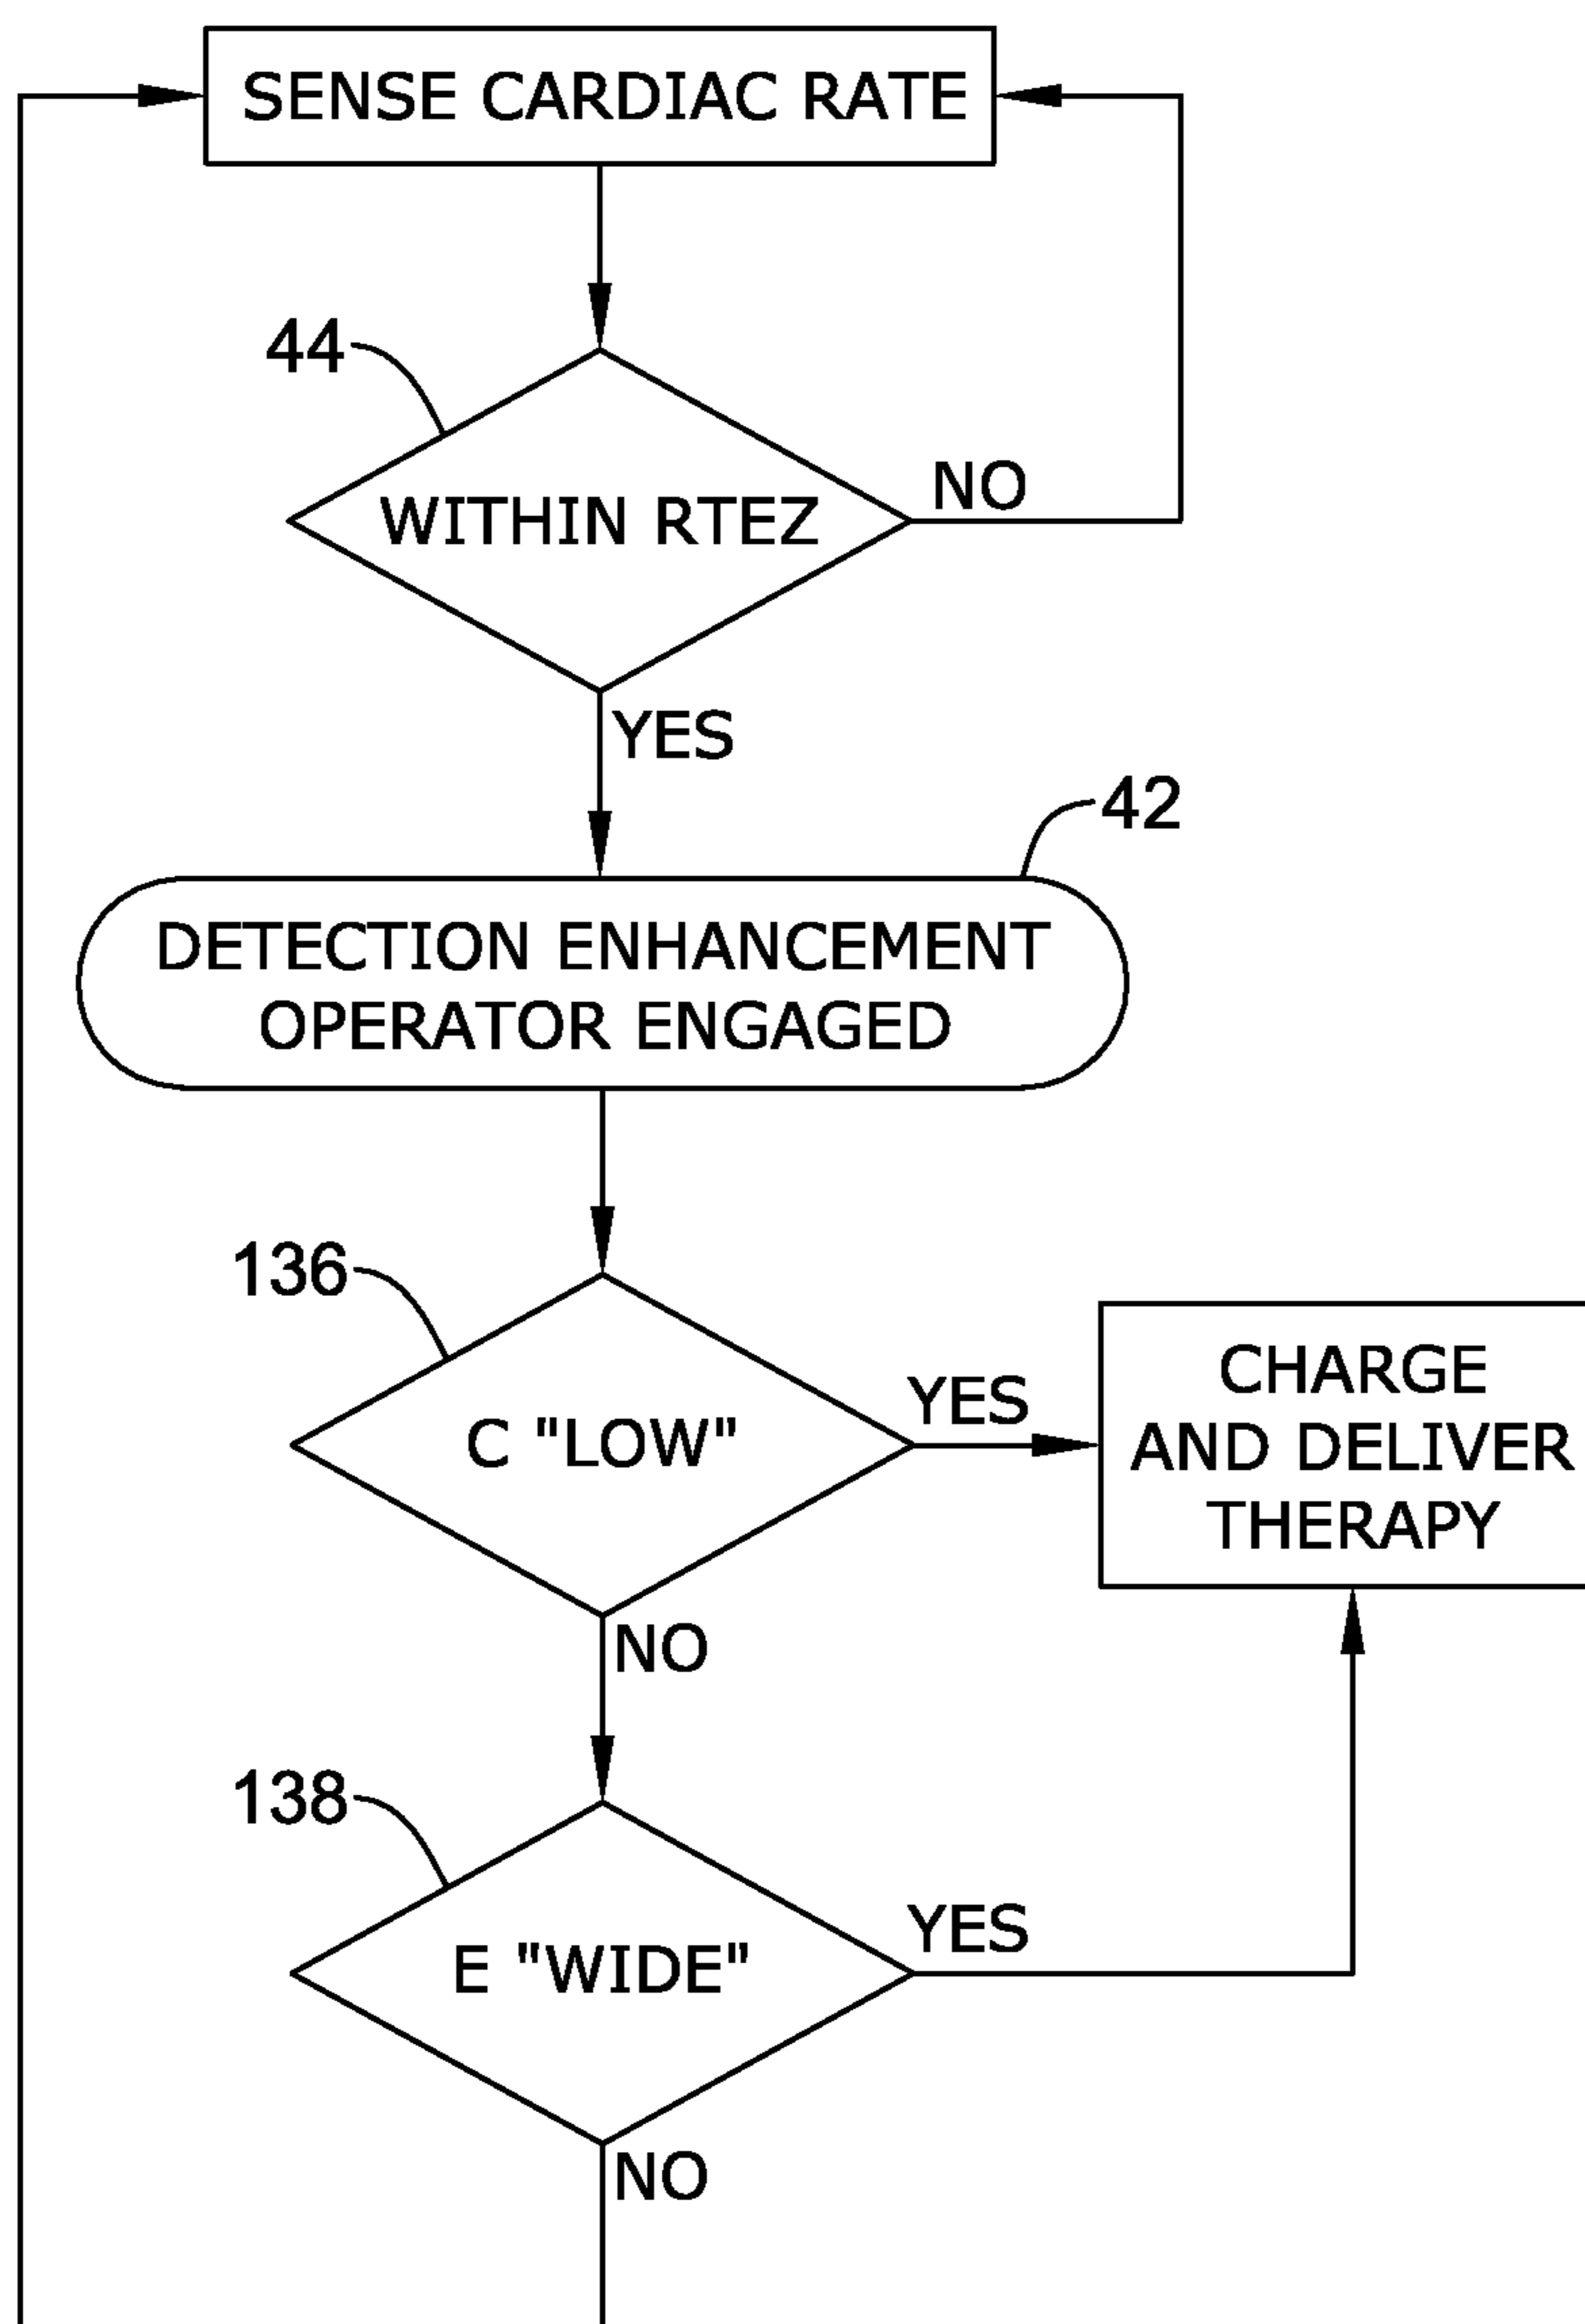 SENSE CARDIAC RATE
44
WITHIN RTEZ
NO
YES
42
DETECTION ENHANCEMENT
OPERATOR ENGAGED
136
C "LOW"
YES
CHARGE
AND DELIVER
THERAPY
NO
138
E "WIDE"
YES
NO